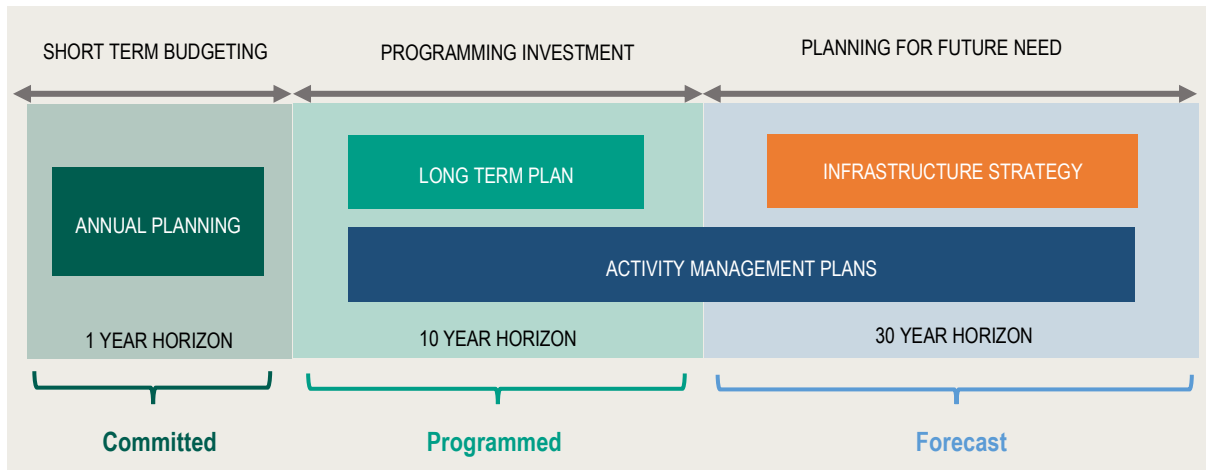 SHORT TERM BUDGETING
PROGRAMMING INVESTMENT
PLANNING FOR FUTURE NEED
ANNUAL PLANNING
LONG TERM PLAN
INFRASTRUCTURE STRATEGY
ACTIVITY MANAGEMENT PLANS
1 YEAR HORIZON
10 YEAR HORIZON
30 YEAR HORIZON
Committed
Programmed
Forecast